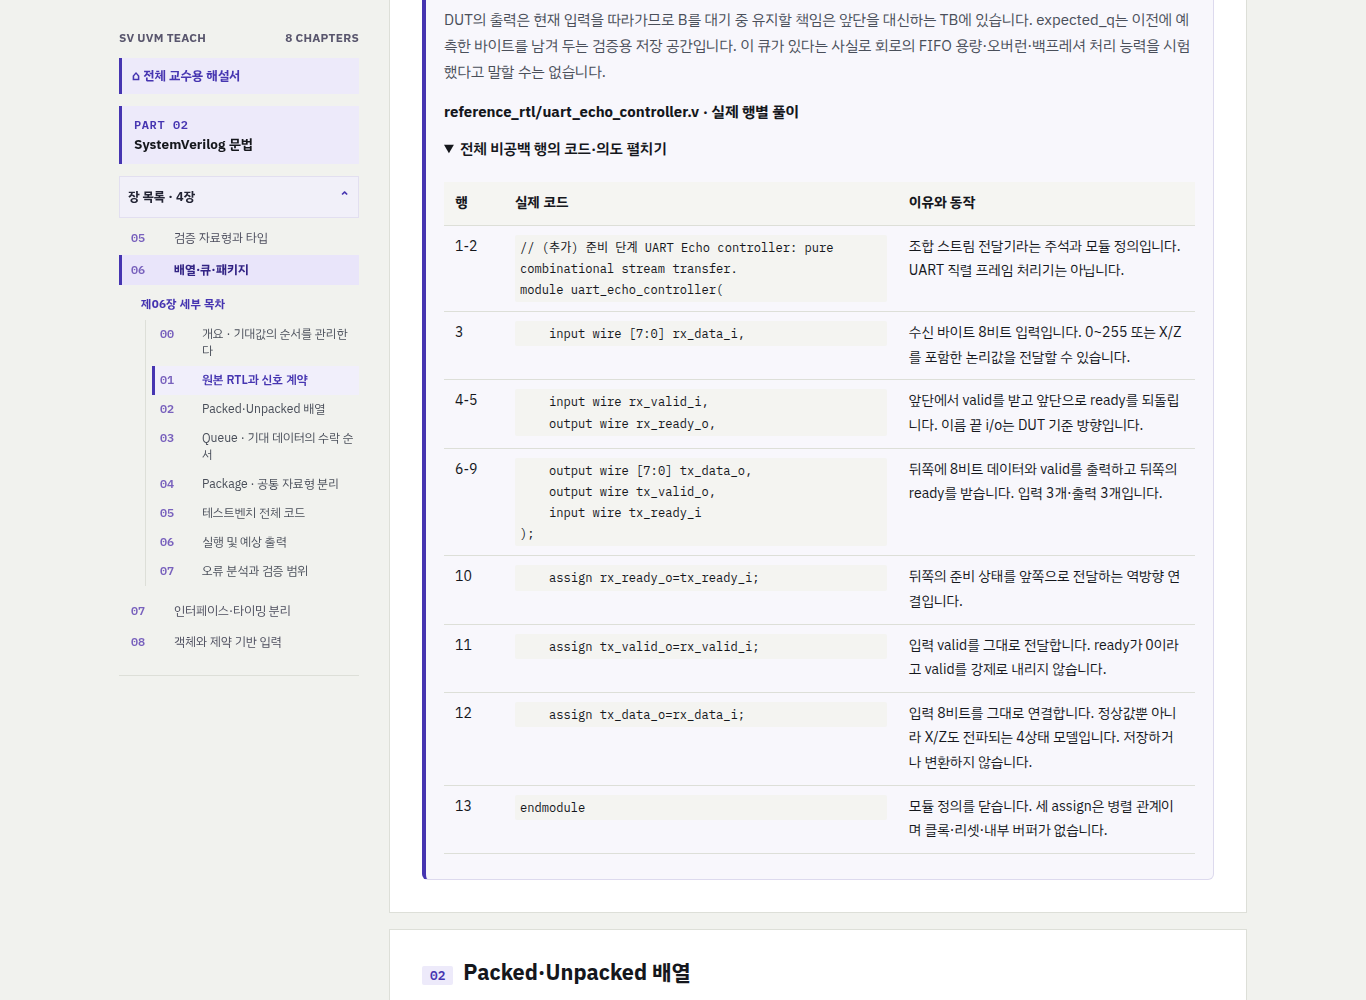 SV UVM TEACH
8 CHAPTERS
⌂ 전체 교수용 해설서
PART 02
SystemVerilog 문법
장 목록 · 4장
05 검증 자료형과 타입
06 배열·큐·패키지
제06장 세부 목차
00 개요 · 기대값의 순서를 관리한
다
01 원본 RTL과 신호 계약
02 Packed·Unpacked 배열
03 Queue · 기대 데이터의 수락 순
서
04 Package · 공통 자료형 분리
05 테스트벤치 전체 코드
06 실행 및 예상 출력
07 오류 분석과 검증 범위
07 인터페이스·타이밍 분리
08 객체와 제약 기반 입력
DUT의 출력은 현재 입력을 따라가므로 B를 대기 중 유지할 책임은 앞단을 대신하는 TB에 있습니다. expected_q는 이전에 예
측한 바이트를 남겨 두는 검증용 저장 공간입니다. 이 큐가 있다는 사실로 회로의 FIFO 용량·오버런·백프레셔 처리 능력을 시험
했다고 말할 수는 없습니다.
reference_rtl/uart_echo_controller.v · 실제 행별 풀이
▼ 전체 비공백 행의 코드·의도 펼치기
행 실제 코드 이유와 동작
1-2
// (추가) 준비 단계 UART Echo controller: pure
combinational stream transfer.
module uart_echo_controller(
조합 스트림 전달기라는 주석과 모듈 정의입니다.
UART 직렬 프레임 처리기는 아닙니다.
3
input wire [7:0] rx_data_i,
수신 바이트 8비트 입력입니다. 0~255 또는 X/Z
를 포함한 논리값을 전달할 수 있습니다.
4-5
input wire rx_valid_i,
output wire rx_ready_o,
앞단에서 valid를 받고 앞단으로 ready를 되돌립
니다. 이름 끝 i/o는 DUT 기준 방향입니다.
6-9
output wire [7:0] tx_data_o,
output wire tx_valid_o,
input wire tx_ready_i
);
뒤쪽에 8비트 데이터와 valid를 출력하고 뒤쪽의
ready를 받습니다. 입력 3개·출력 3개입니다.
10
assign rx_ready_o=tx_ready_i;
뒤쪽의 준비 상태를 앞쪽으로 전달하는 역방향 연
결입니다.
11
assign tx_valid_o=rx_valid_i;
입력 valid를 그대로 전달합니다. ready가 0이라
고 valid를 강제로 내리지 않습니다.
12
assign tx_data_o=rx_data_i;
입력 8비트를 그대로 연결합니다. 정상값뿐 아니
라 X/Z도 전파되는 4상태 모델입니다. 저장하거
나 변환하지 않습니다.
13
endmodule
모듈 정의를 닫습니다. 세 assign은 병렬 관계이
며 클록·리셋·내부 버퍼가 없습니다.
02 Packed·Unpacked 배열